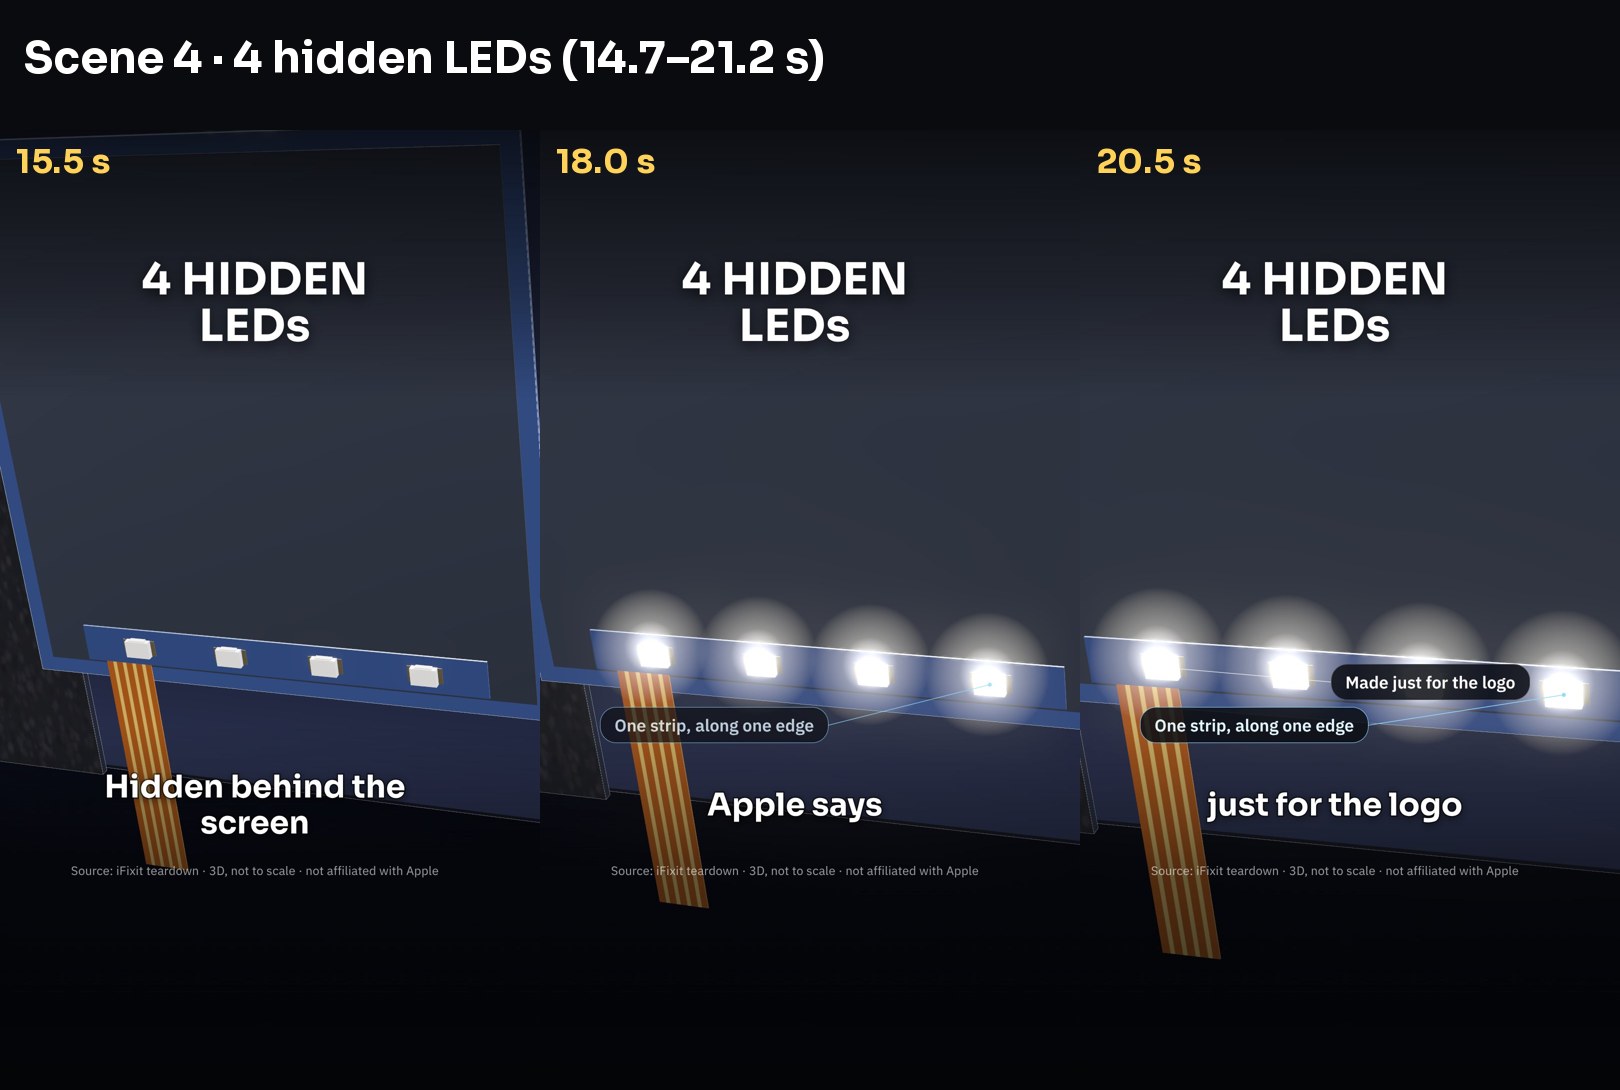 Scene 4 · 4 hidden LEDs (14.7–21.2 s)
15.5 s
4 HIDDEN
LEDs
Hidden behind the
screen
Source: iFixit teardown · 3D, not to scale · not affiliated with Apple
18.0 s
4 HIDDEN
LEDs
One strip, along one edge
Apple says
Source: iFixit teardown · 3D, not to scale · not affiliated with Apple
20.5 s
4 HIDDEN
LEDs
Made just for the logo
One strip, along one edge
just for the logo
Source: iFixit teardown · 3D, not to scale · not affiliated with Apple